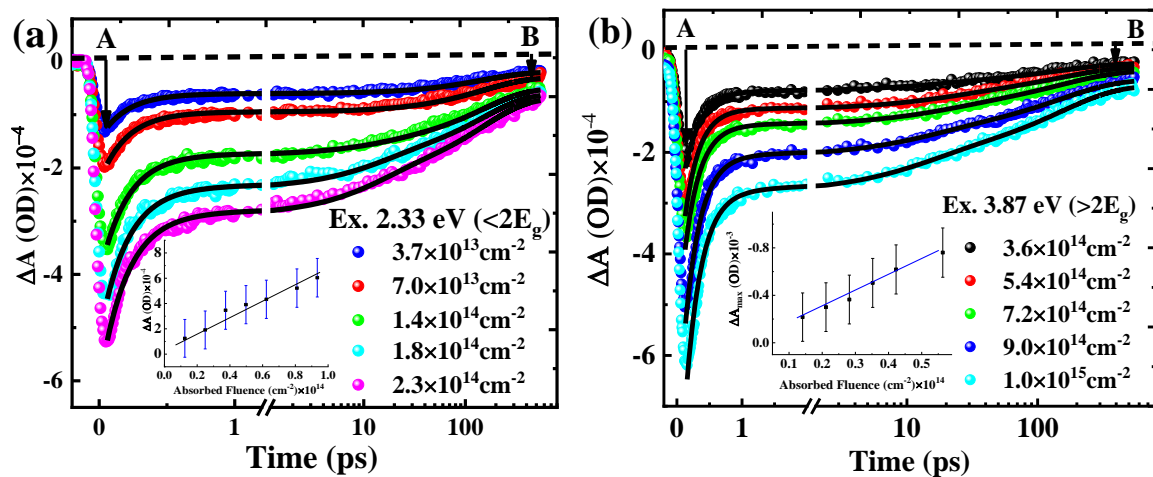 (a)
A
B
0
-2
-4
-6
ΔA (OD)×10⁻⁴
Ex. 2.33 eV (<2E_g)
3.7×10¹³cm⁻²
7.0×10¹³cm⁻²
1.4×10¹⁴cm⁻²
1.8×10¹⁴cm⁻²
2.3×10¹⁴cm⁻²
ΔA (OD)×10⁻⁴
8
6
4
2
0
0.0 0.2 0.4 0.6 0.8 1.0
Absorbed Fluence (cm⁻²)×10¹⁴
0 1 10 100
Time (ps)
(b)
A
B
0
-2
-4
-6
ΔA (OD)×10⁻⁴
Ex. 3.87 eV (>2E_g)
3.6×10¹⁴cm⁻²
5.4×10¹⁴cm⁻²
7.2×10¹⁴cm⁻²
9.0×10¹⁴cm⁻²
1.0×10¹⁵cm⁻²
ΔA_max (OD)×10⁻³
-0.8
-0.4
0.0
0.1 0.2 0.3 0.4 0.5
Absorbed Fluence (cm⁻²)×10¹⁴
0 1 10 100
Time (ps)